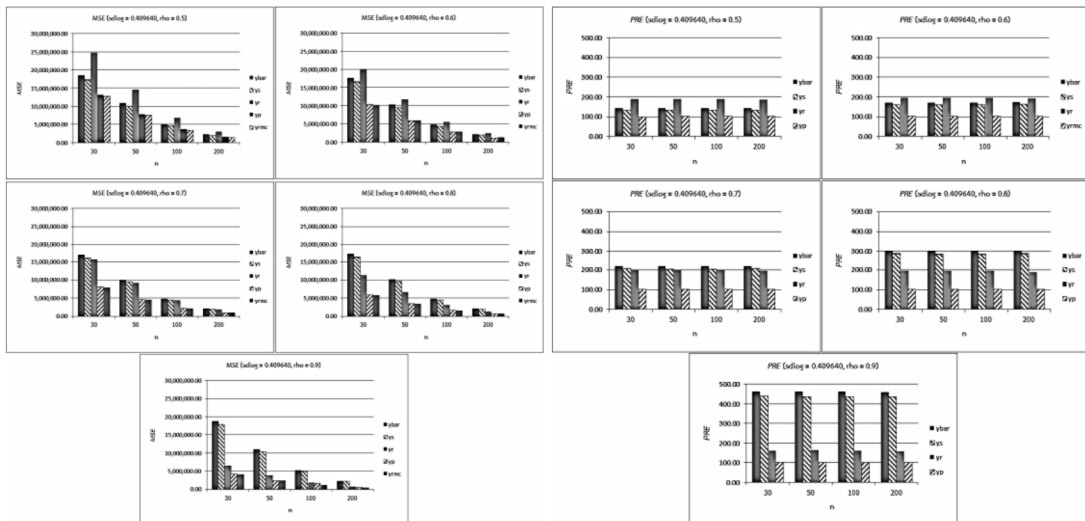 MSE (sdlog = 0.409640, rho = 0.5)
MSE
30,000,000.00
25,000,000.00
20,000,000.00
15,000,000.00
10,000,000.00
5,000,000.00
0.00
30 50 100 200
n
ybar
ys
yr
yp
yrmc
MSE (sdlog = 0.409640, rho = 0.6)
MSE
30,000,000.00
25,000,000.00
20,000,000.00
15,000,000.00
10,000,000.00
5,000,000.00
0.00
30 50 100 200
n
ybar
ys
yr
yp
yrmc
PRE (sdlog = 0.409640, rho = 0.5)
PRE
500.00
400.00
300.00
200.00
100.00
0.00
30 50 100 200
n
ybar
ys
yr
yp
PRE (sdlog = 0.409640, rho = 0.6)
PRE
500.00
400.00
300.00
200.00
100.00
0.00
30 50 100 200
n
ybar
ys
yr
yp
MSE (sdlog = 0.409640, rho = 0.7)
MSE
30,000,000.00
25,000,000.00
20,000,000.00
15,000,000.00
10,000,000.00
5,000,000.00
0.00
30 50 100 200
n
ybar
ys
yr
yp
yrmc
MSE (sdlog = 0.409640, rho = 0.8)
MSE
30,000,000.00
25,000,000.00
20,000,000.00
15,000,000.00
10,000,000.00
5,000,000.00
0.00
30 50 100 200
n
ybar
ys
yr
yp
yrmc
PRE (sdlog = 0.409640, rho = 0.7)
PRE
500.00
400.00
300.00
200.00
100.00
0.00
30 50 100 200
n
ybar
ys
yr
yp
PRE (sdlog = 0.409640, rho = 0.8)
PRE
500.00
400.00
300.00
200.00
100.00
0.00
30 50 100 200
n
ybar
ys
yr
yp
MSE (sdlog = 0.409640, rho = 0.9)
MSE
30,000,000.00
25,000,000.00
20,000,000.00
15,000,000.00
10,000,000.00
5,000,000.00
0.00
30 50 100 200
n
ybar
ys
yr
yp
yrmc
PRE (sdlog = 0.409640, rho = 0.9)
PRE
500.00
400.00
300.00
200.00
100.00
0.00
30 50 100 200
n
ybar
ys
yr
yp